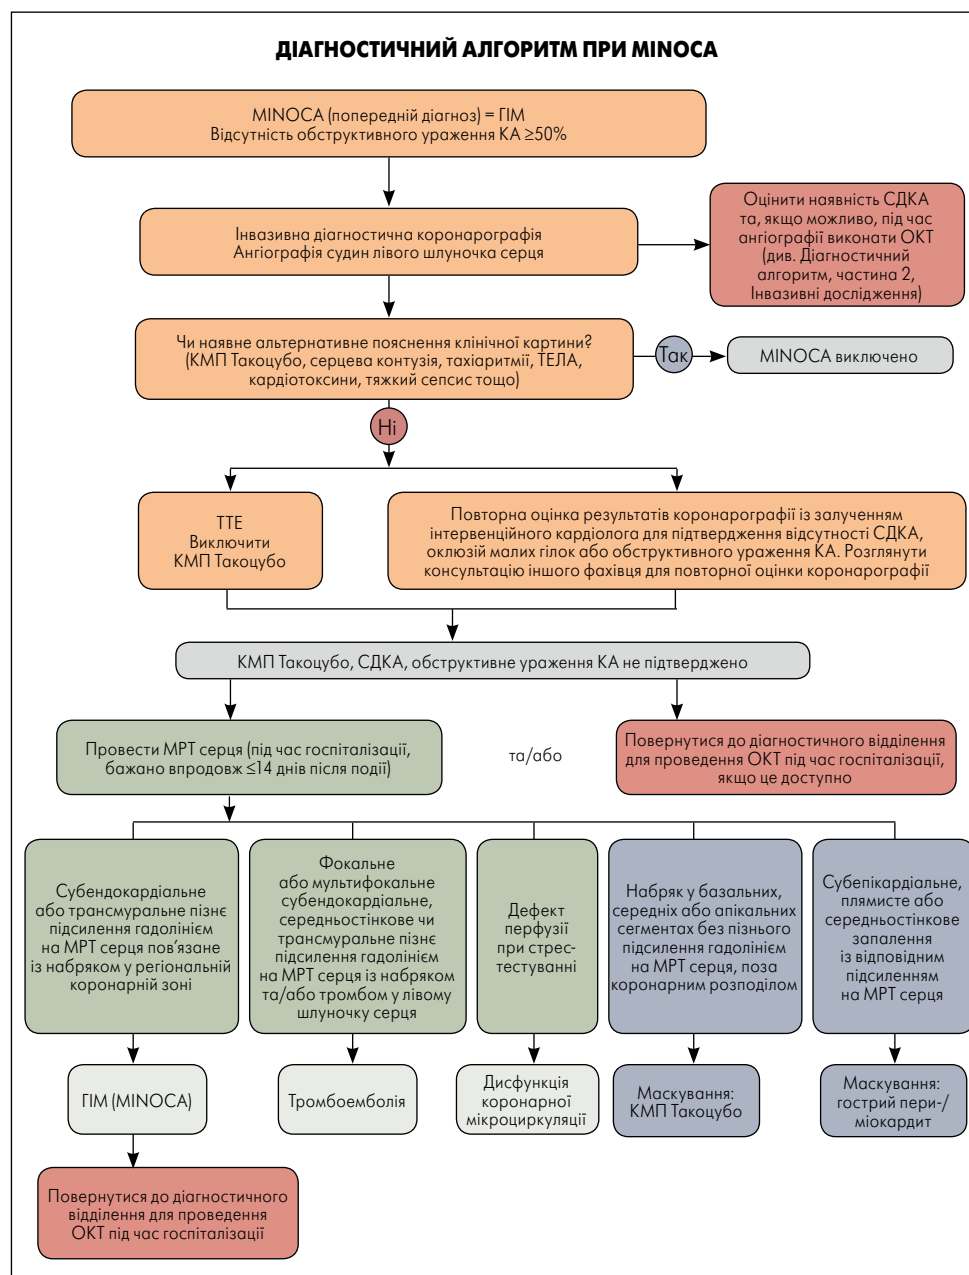 ДІАГНОСТИЧНИЙ АЛГОРИТМ ПРИ MINOCA
MINOCA (попередній діагноз) = ГІМ
Відсутність обструктивного ураження КА ≥50%
Інвазивна діагностична коронарографія
Ангіографія судин лівого шлуночка серця
Оцінити наявність СДКА
та, якщо можливо, під час
ангіографії виконати ОКТ
(див. Діагностичний
алгоритм, частина 2,
Інвазивні дослідження)
Чи наявне альтернативне пояснення клінічної картини?
(КМП Такоцубо, серцева контузія, тахіаритмії, ТЕЛА,
кардіотоксини, тяжкий сепсис тощо)
Так
MINOCA виключено
Ні
ТТЕ
Виключити
КМП Такоцубо
Повторна оцінка результатів коронарографії із залученням
інтервенційного кардіолога для підтвердження відсутності СДКА,
оклюзій малих гілок або обструктивного ураження КА. Розглянути
консультацію іншого фахівця для повторної оцінки коронарографії
КМП Такоцубо, СДКА, обструктивне ураження КА не підтверджено
Провести МРТ серця (під час госпіталізації,
бажано впродовж ≤14 днів після події)
та/або
Повернутися до діагностичного відділення
для проведення ОКТ під час госпіталізації,
якщо це доступно
Субендокардіальне
або трансмуральне пізнє
підсилення гадолінієм
на МРТ серця пов’язане
із набряком у регіональній
коронарній зоні
Фокальне
або мультифокальне
субендокардіальне,
середньостінкове чи
трансмуральне пізнє
підсилення гадолінієм
на МРТ серця із набряком
та/або тромбом у лівому
шлуночку серця
Дефект
перфузії
при стрес-
тестуванні
Набряк у базальних,
середніх або апікальних
сегментах без пізнього
підсилення гадолінієм
на МРТ серця, поза
коронарним розподілом
Субепікардіальне,
плямисте або
середньостінкове
запалення
із відповідним
підсиленням
на МРТ серця
ГІМ (MINOCA)
Тромбоемболія
Дисфункція
коронарної
мікроциркуляції
Маскування:
КМП Такоцубо
Маскування:
гострий пери-/
міокардит
Повернутися до діагностичного
відділення для проведення
ОКТ під час госпіталізації